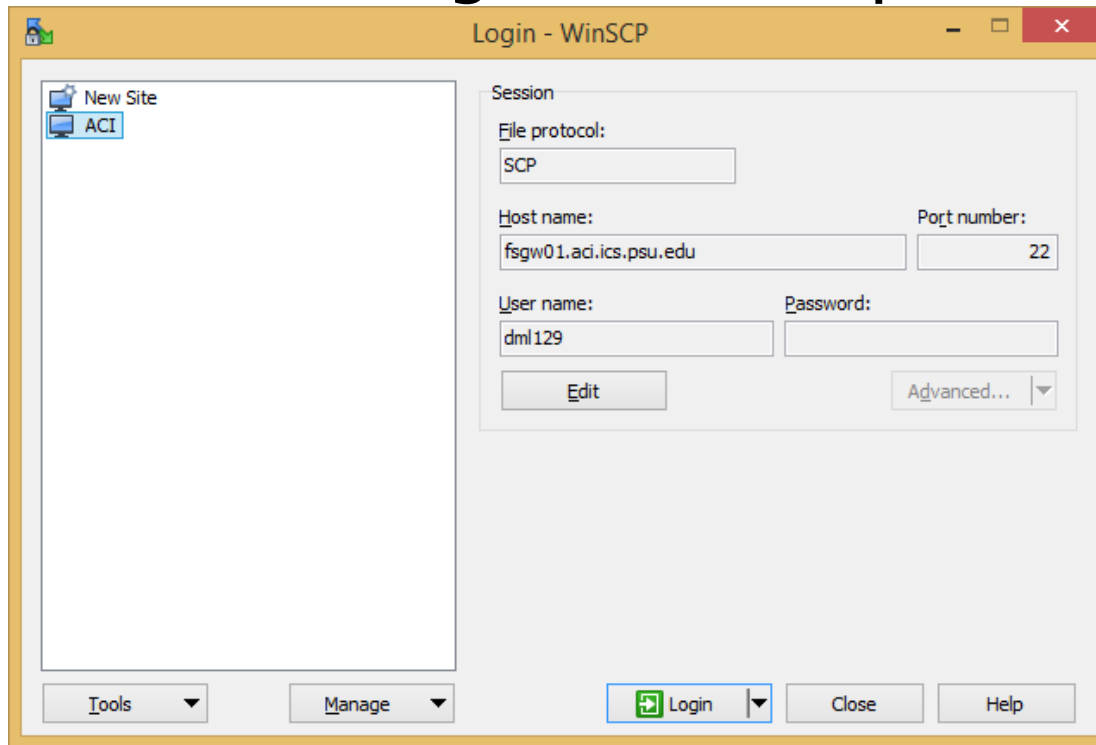 Login - WinSCP
New Site
ACI
Session
File protocol:
SCP
Host name:
Port number:
fsgw01.aci.ics.psu.edu
22
User name:
Password:
dml129
Edit
Advanced...
Tools
Manage
Login
Close
Help